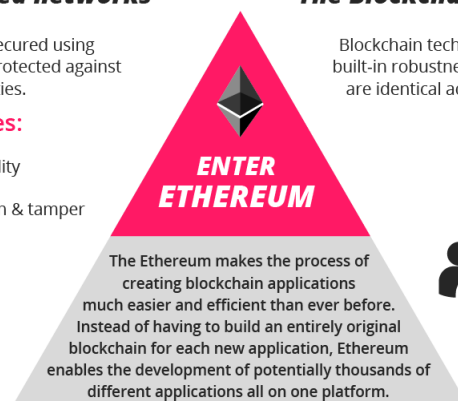 networks
The
ecured using
rotected against
ies.
es:
ity
n & tamper
Blockchain tech
built-in robustne
are identical a
ENTER
ETHEREUM
The Ethereum makes the process of
creating blockchain applications
much easier and efficient than ever before.
Instead of having to build an entirely original
blockchain for each new application, Ethereum
enables the development of potentially thousands of
different applications all on one platform.